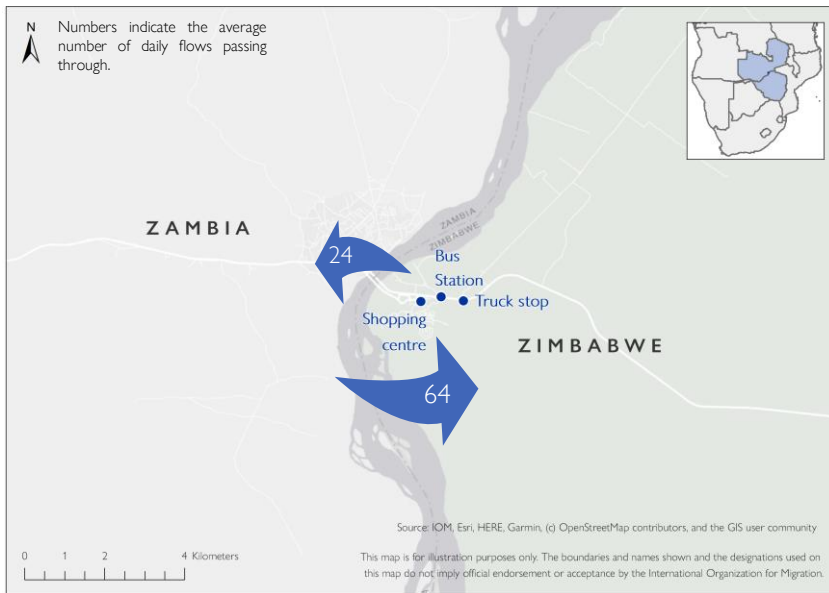 N
Numbers indicate the average
number of daily flows passing
through.
ZAMBIA
ZAMBIA
ZIMBABWE
24
Bus
Station
Truck stop
Shopping
centre
ZIMBABWE
64
Source: IOM, Esri, HERE, Garmin, (c) OpenStreetMap contributors, and the GIS user community
0 1 2 4 Kilometers
This map is for illustration purposes only. The boundaries and names shown and the designations used on
this map do not imply official endorsement or acceptance by the International Organization for Migration.